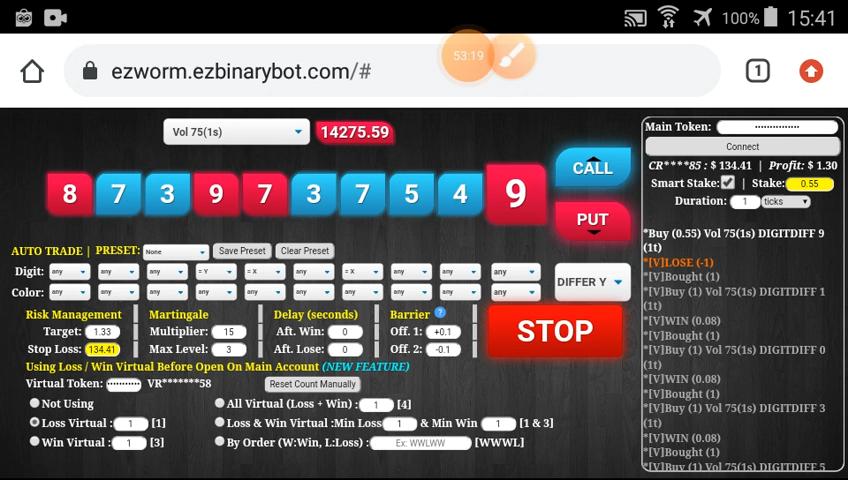 100% 15:41
ezworm.ezbinarybot.com/#
53:19
1
Vol 75(1s)
14275.59
8 7 3 9 7 3 7 5 4 9
CALL
PUT
AUTO TRADE | PRESET: None Save Preset Clear Preset
Digit: any any any = Y = X any = X any any any
Color: any any any any any any any any any any
DIFFER Y
Risk Management Martingale Delay (seconds) Barrier ?
Target: 1.33 Multiplier: 15 Aft. Win: 0 Off. 1: +0.1
Stop Loss: 134.41 Max Level: 3 Aft. Lose: 0 Off. 2: -0.1
STOP
Using Loss / Win Virtual Before Open On Main Account (NEW FEATURE)
Virtual Token: •••••••••• VR*******58 Reset Count Manually
Not Using All Virtual (Loss + Win) : 1 [4]
Loss Virtual : 1 [1] Loss & Win Virtual :Min Loss 1 & Min Win 1 [1 & 3]
Win Virtual : 1 [3] By Order (W:Win, L:Loss) : Ex: WWLWW [WWWL]
Main Token: •••••••••••••••
Connect
CR****85 : $ 134.41 | Profit: $ 1.30
Smart Stake: | Stake: 0.55
Duration: 1 ticks
*Buy (0.55) Vol 75(1s) DIGITDIFF 9
(1t)
*[V]LOSE (-1)
*[V]Bought (1)
*[V]Buy (1) Vol 75(1s) DIGITDIFF 1
(1t)
*[V]WIN (0.08)
*[V]Bought (1)
*[V]Buy (1) Vol 75(1s) DIGITDIFF 0
(1t)
*[V]WIN (0.08)
*[V]Bought (1)
*[V]Buy (1) Vol 75(1s) DIGITDIFF 3
(1t)
*[V]WIN (0.08)
*[V]Bought (1)
*[V]Buy (1) Vol 75(1s) DIGITDIFF 5